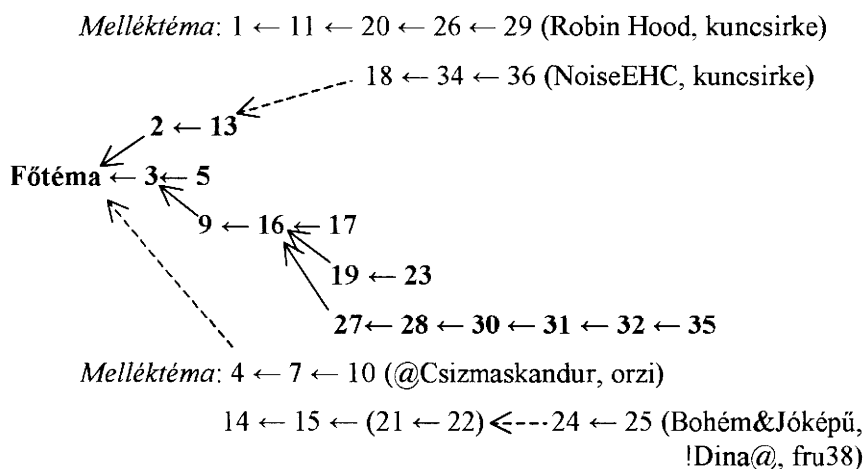 Melléktéma: 1 ← 11 ← 20 ← 26 ← 29 (Robin Hood, kuncsirke)
18 ← 34 ← 36 (NoiseEHC, kuncsirke)
2 ← 13
Főtéma ← 3 ← 5
9 ← 16 ← 17
19 ← 23
27 ← 28 ← 30 ← 31 ← 32 ← 35
Melléktéma: 4 ← 7 ← 10 (@Csizmaskandur, orzi)
14 ← 15 ← (21 ← 22) <---- 24 ← 25 (Bohém&Jóképű,
!Dina@, fru38)